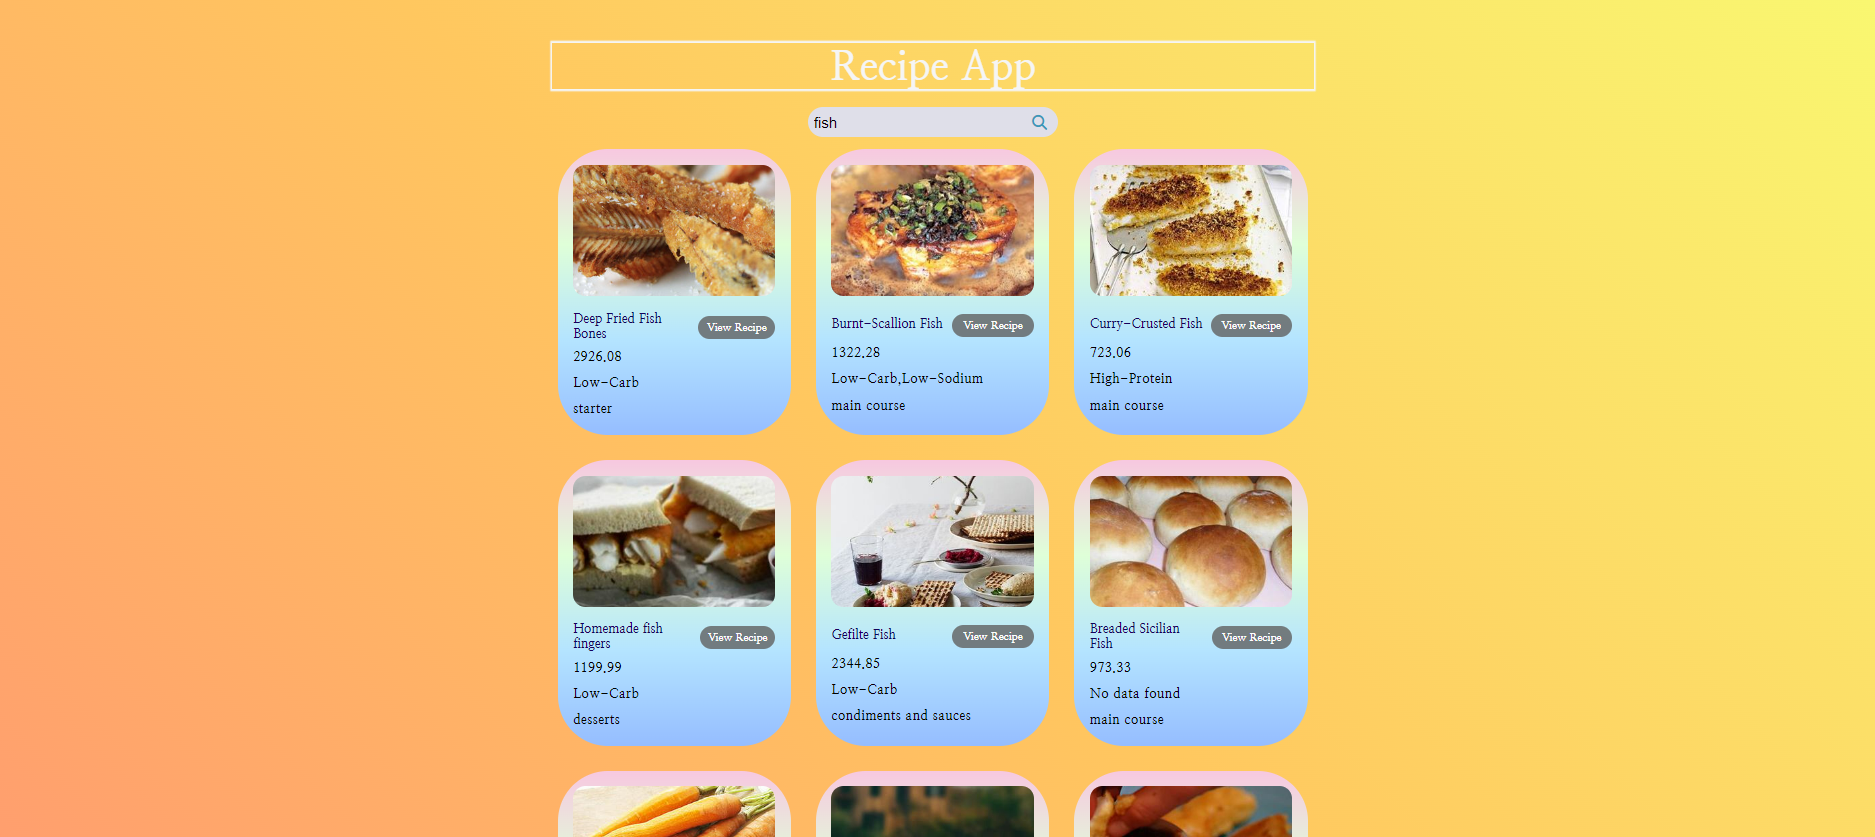 Recipe App
fish
Deep Fried Fish
Bones
View Recipe
2926.08
Low-Carb
starter
Burnt-Scallion Fish
View Recipe
1322.28
Low-Carb,Low-Sodium
main course
Curry-Crusted Fish
View Recipe
723.06
High-Protein
main course
Homemade fish
fingers
View Recipe
1199.99
Low-Carb
desserts
Gefilte Fish
View Recipe
2344.85
Low-Carb
condiments and sauces
Breaded Sicilian
Fish
View Recipe
973.33
No data found
main course